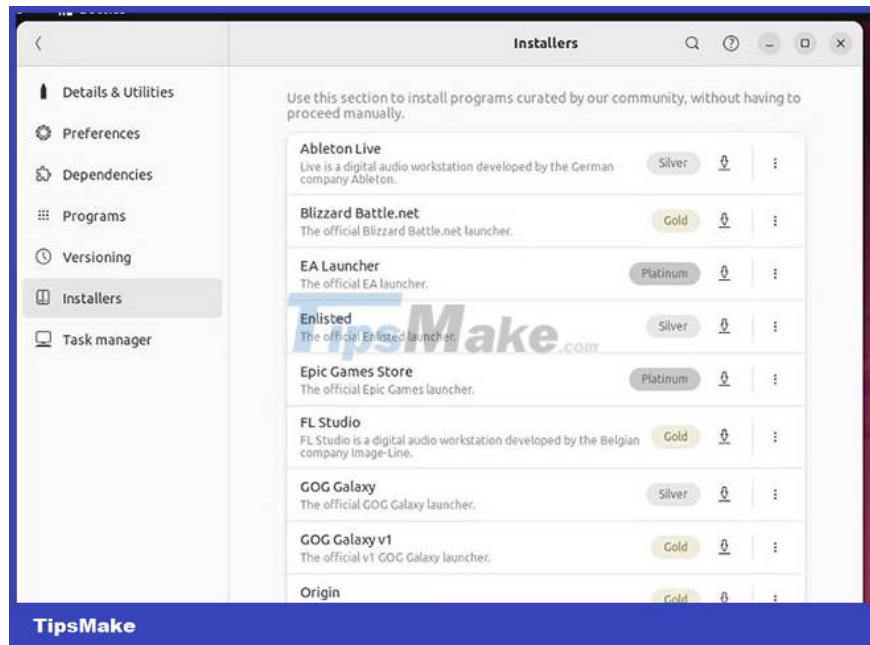 Installers
Details & Utilities
Preferences
Dependencies
Programs
Versioning
Installers
Task manager
Use this section to install programs curated by our community, without having to
proceed manually.
Ableton Live
Live is a digital audio workstation developed by the German
company Ableton.
Silver
Blizzard Battle.net
The official Blizzard Battle.net launcher.
Gold
EA Launcher
The official EA launcher.
Platinum
Enlisted
The official Enlisted launcher.
Silver
TipsMake.com
Epic Games Store
The official Epic Games launcher.
Platinum
FL Studio
FL Studio is a digital audio workstation developed by the Belgian
company Image-Line.
Gold
GOG Galaxy
The official GOG Galaxy launcher.
Silver
GOG Galaxy v1
The official v1 GOG Galaxy launcher.
Gold
Origin
Gold
TipsMake